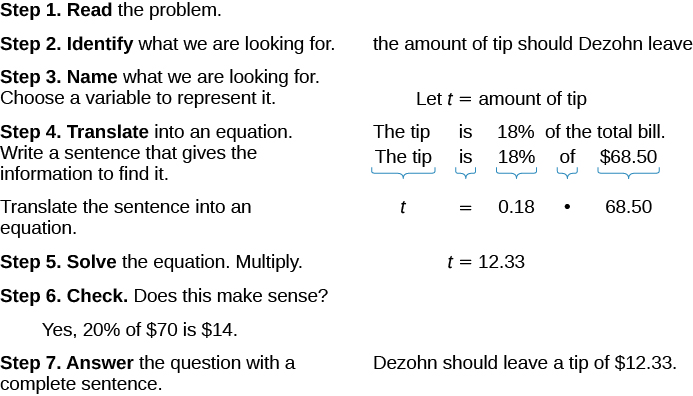 Step 1. Read the problem.
Step 2. Identify what we are looking for. the amount of tip should Dezohn leave
Step 3. Name what we are looking for.
Choose a variable to represent it. Let t = amount of tip
Step 4. Translate into an equation. The tip is 18% of the total bill.
Write a sentence that gives the The tip is 18% of $68.50
information to find it.
Translate the sentence into an t = 0.18 • 68.50
equation.
Step 5. Solve the equation. Multiply. t = 12.33
Step 6. Check. Does this make sense?
Yes, 20% of $70 is $14.
Step 7. Answer the question with a Dezohn should leave a tip of $12.33.
complete sentence.